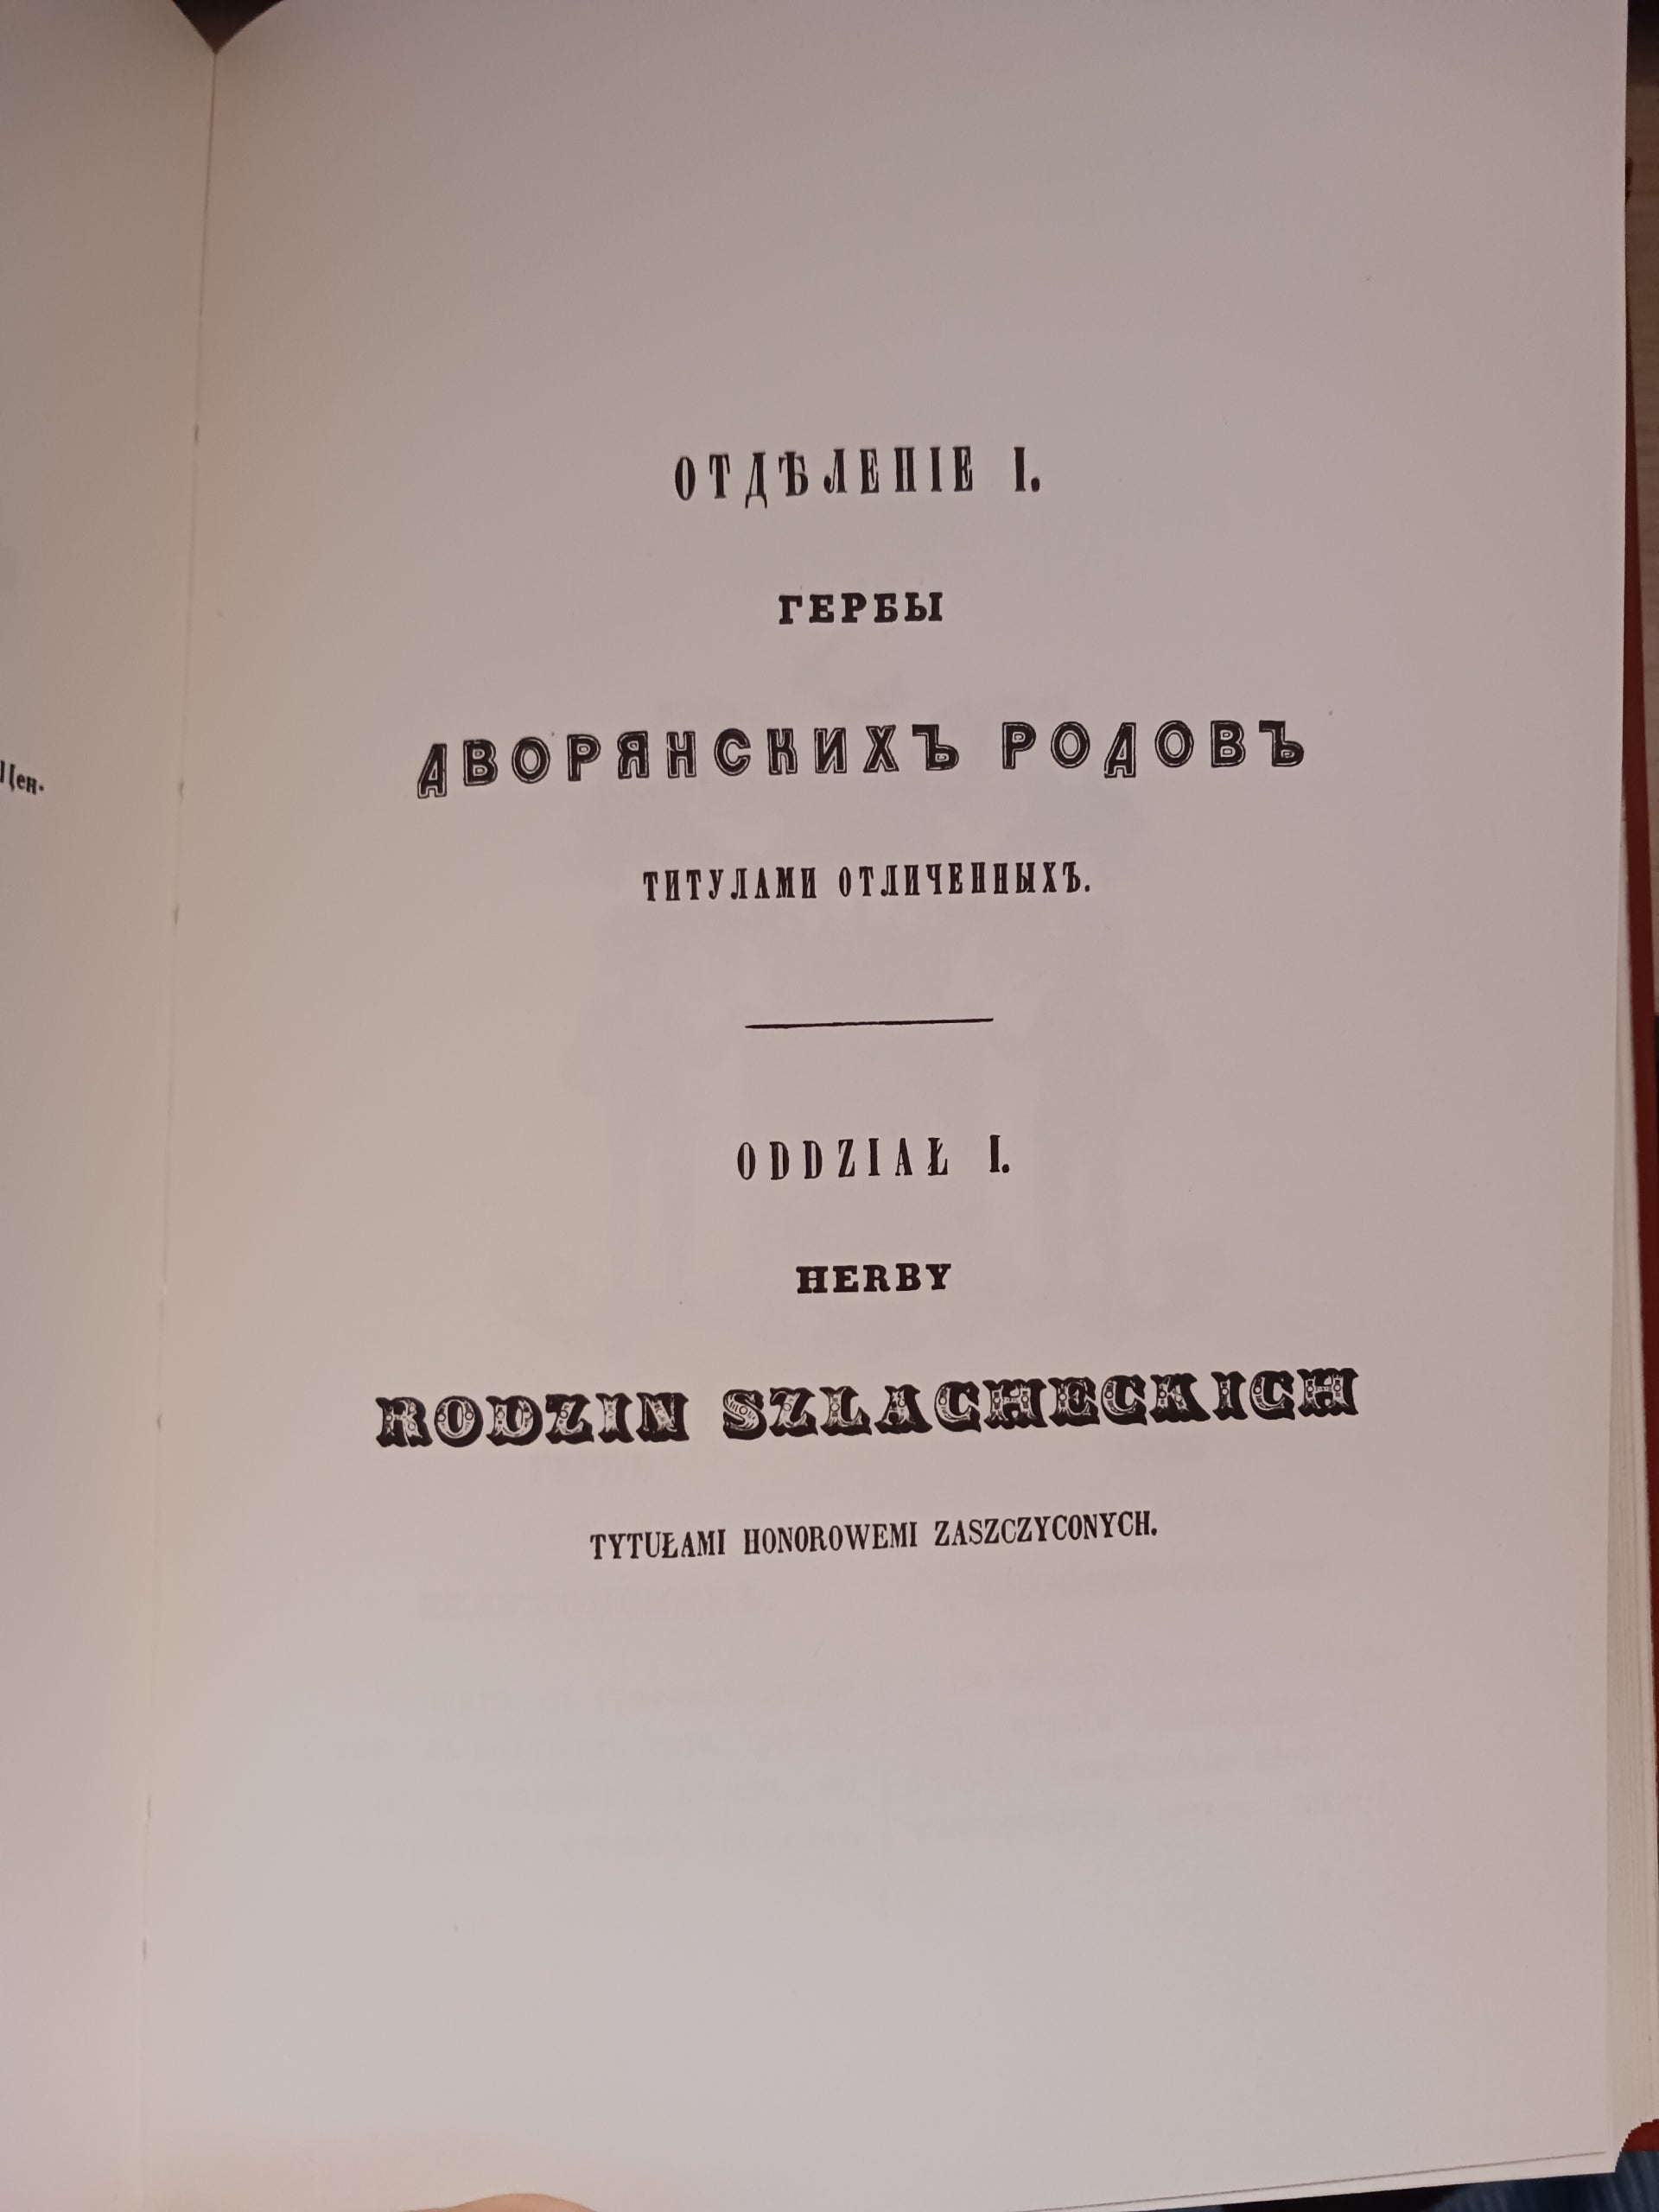 Цен.
ОТДѢЛЕНІЕ I.
ГЕРБЫ
ДВОРЯНСКИХЪ РОДОВЪ
ТИТУЛАМИ ОТЛИЧЕННЫХЪ.
ODDZIAŁ I.
HERBY
RODZIN SZLACHECKICH
TYTUŁAMI HONOROWEMI ZASZCZYCONYCH.